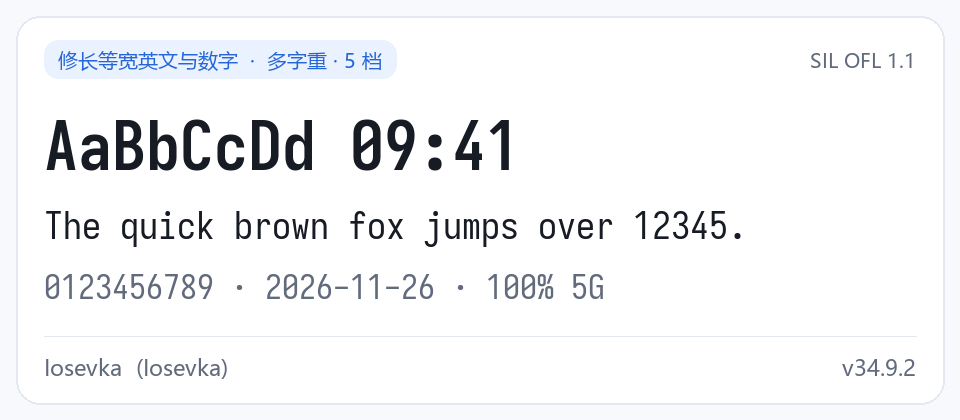 修长等宽英文与数字 · 多字重 · 5 档
SIL OFL 1.1
AaBbCcDd 09:41
The quick brown fox jumps over 12345.
0123456789 · 2026-11-26 · 100% 5G
Iosevka (Iosevka)
v34.9.2